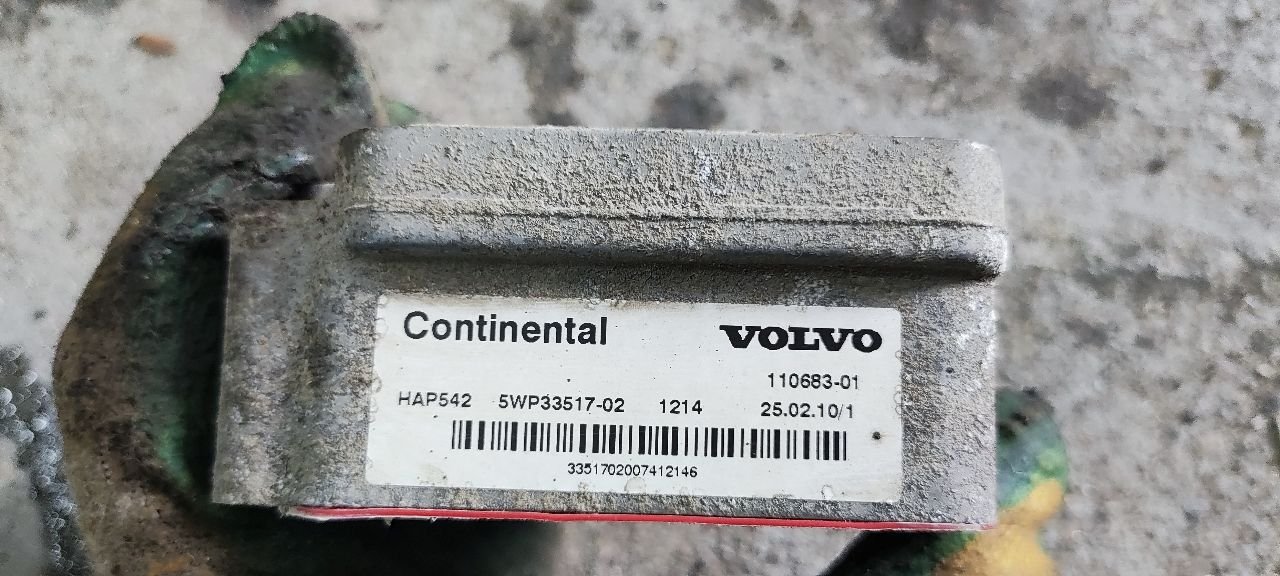 Continental VOLVO
110683-01
HAP542 5WP33517-02 1214 25.02.10/1
3351702007412146